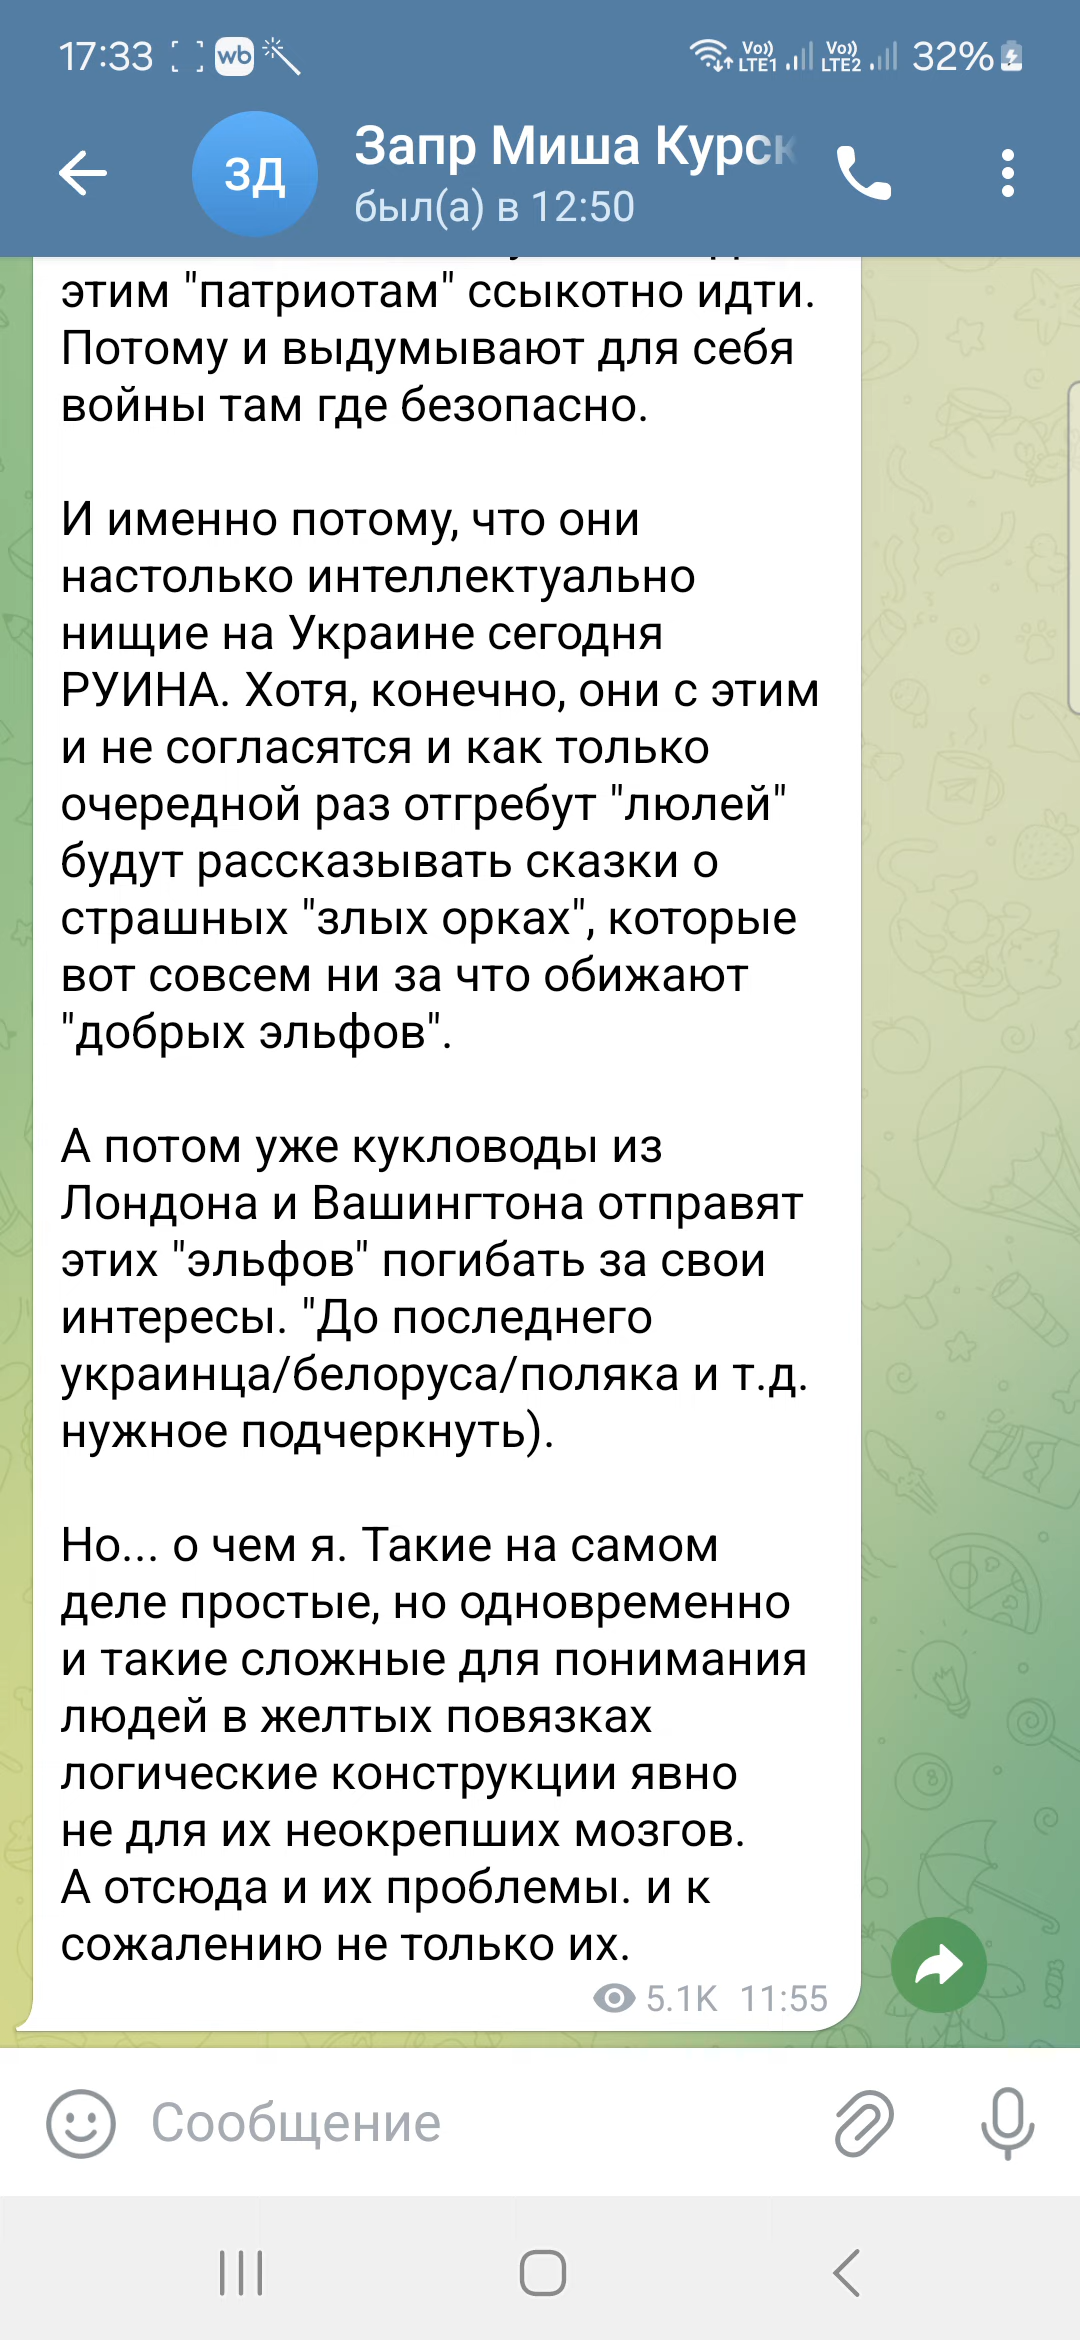 17:33 wb Vo)) LTE1 Vo)) LTE2 32%
ЗД
Запр Миша Курск
был(а) в 12:50
этим "патриотам" ссыкотно идти.
Потому и выдумывают для себя
войны там где безопасно.
И именно потому, что они
настолько интеллектуально
нищие на Украине сегодня
РУИНА. Хотя, конечно, они с этим
и не согласятся и как только
очередной раз отгребут "люлей"
будут рассказывать сказки о
страшных "злых орках", которые
вот совсем ни за что обижают
"добрых эльфов".
А потом уже кукловоды из
Лондона и Вашингтона отправят
этих "эльфов" погибать за свои
интересы. "До последнего
украинца/белоруса/поляка и т.д.
нужное подчеркнуть).
Но... о чем я. Такие на самом
деле простые, но одновременно
и такие сложные для понимания
людей в желтых повязках
логические конструкции явно
не для их неокрепших мозгов.
А отсюда и их проблемы. и к
сожалению не только их.
5.1K 11:55
Сообщение